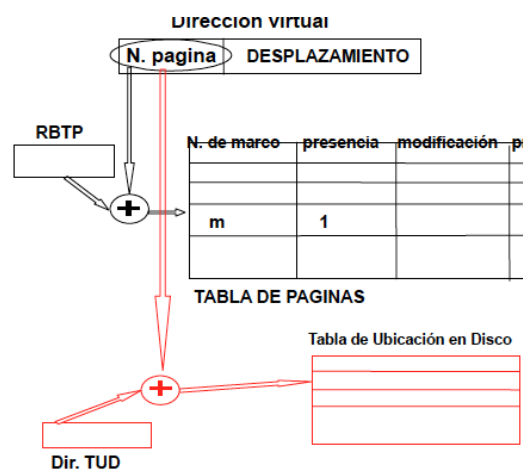 Dirección virtual
N. pagina DESPLAZAMIENTO
RBTP
N. de marco presencia modificación
+
m 1
TABLA DE PAGINAS
Tabla de Ubicación en Disco
+
Dir. TUD